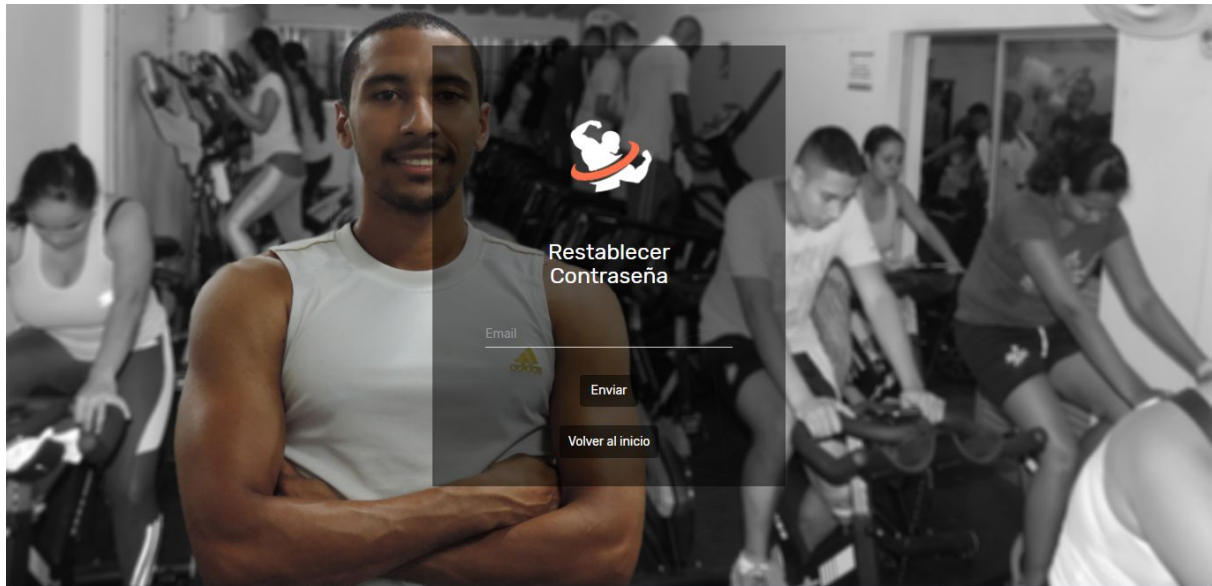 Restablecer
Contraseña
Email
adidas
Enviar
Volver al inicio